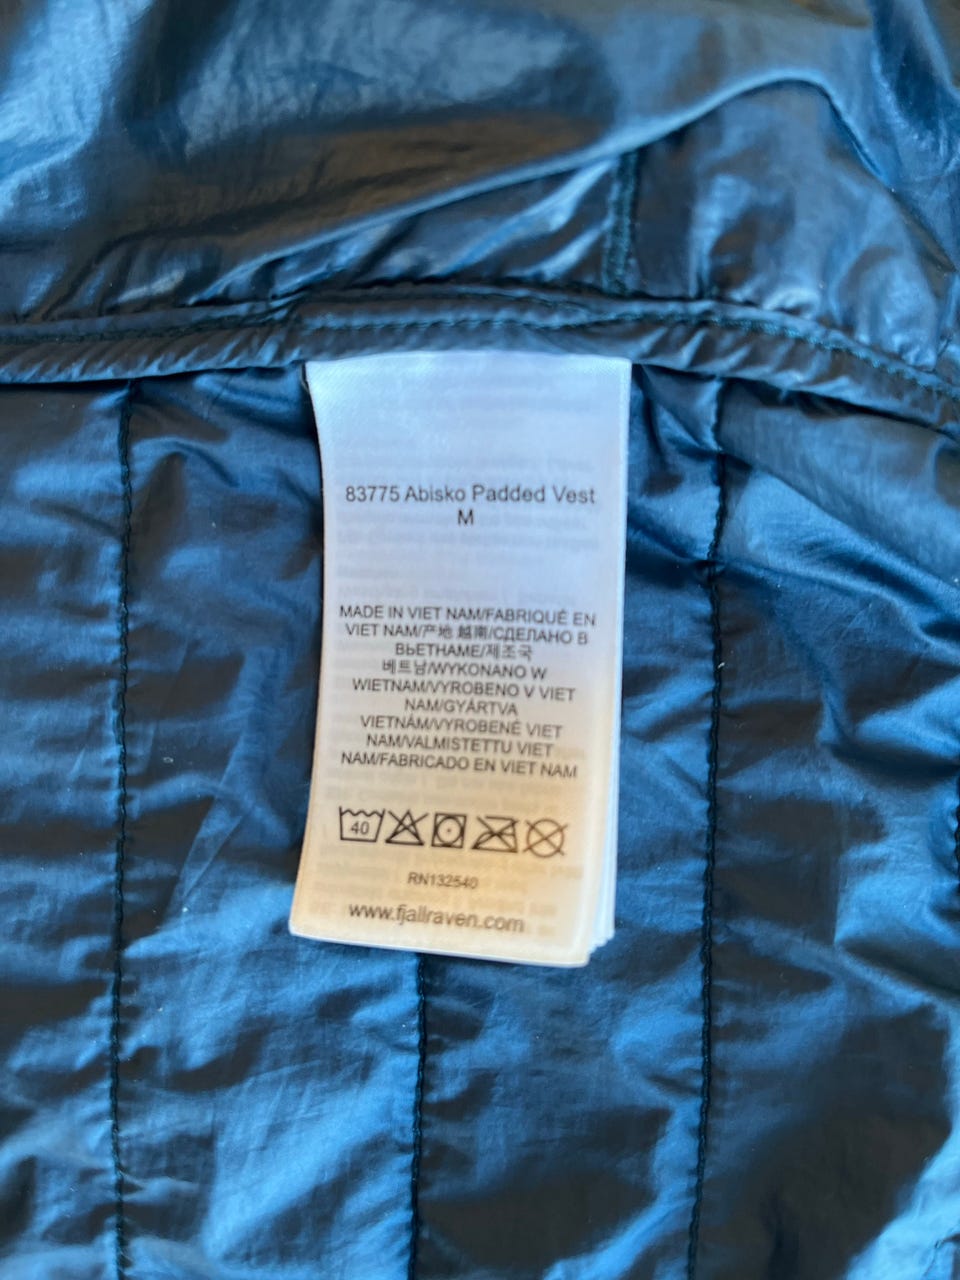 83775 Abisko Padded Vest
M
MADE IN VIET NAM/FABRIQUÉ EN
VIET NAM/产地 越南/СДЕЛАНО В
ВЬЕТНАМЕ/제조국
베트남/WYKONANO W
WIETNAM/VYROBENO V VIET
NAM/GYÁRTVA
VIETNÁM/VYROBENÉ VIET
NAM/VALMISTETTU VIET
NAM/FABRICADO EN VIET NAM
40
RN132540
www.fjallraven.com